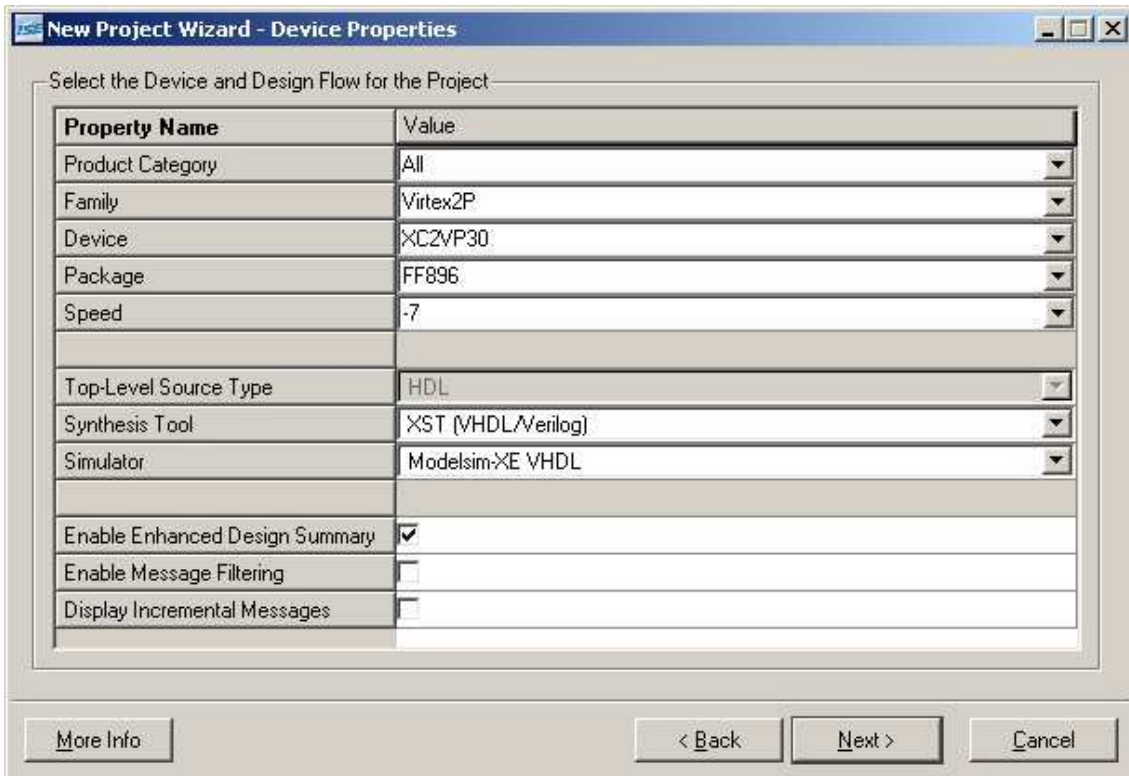 ISE New Project Wizard - Device Properties
Select the Device and Design Flow for the Project
Property Name Value
Product Category All
Family Virtex2P
Device XC2VP30
Package FF896
Speed -7
Top-Level Source Type HDL
Synthesis Tool XST (VHDL/Verilog)
Simulator Modelsim-XE VHDL
Enable Enhanced Design Summary
Enable Message Filtering
Display Incremental Messages
More Info < Back Next > Cancel